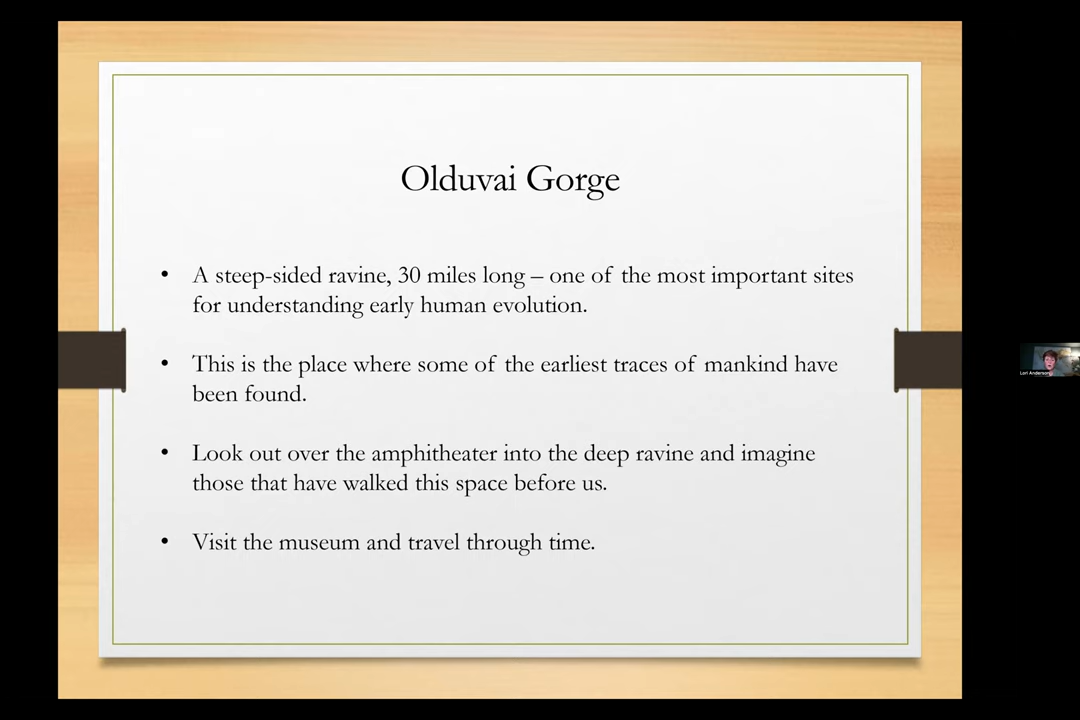 Olduvai Gorge
• A steep-sided ravine, 30 miles long – one of the most important sites
for understanding early human evolution.
• This is the place where some of the earliest traces of mankind have
been found.
• Look out over the amphitheater into the deep ravine and imagine
those that have walked this space before us.
• Visit the museum and travel through time.
Lori Anderson